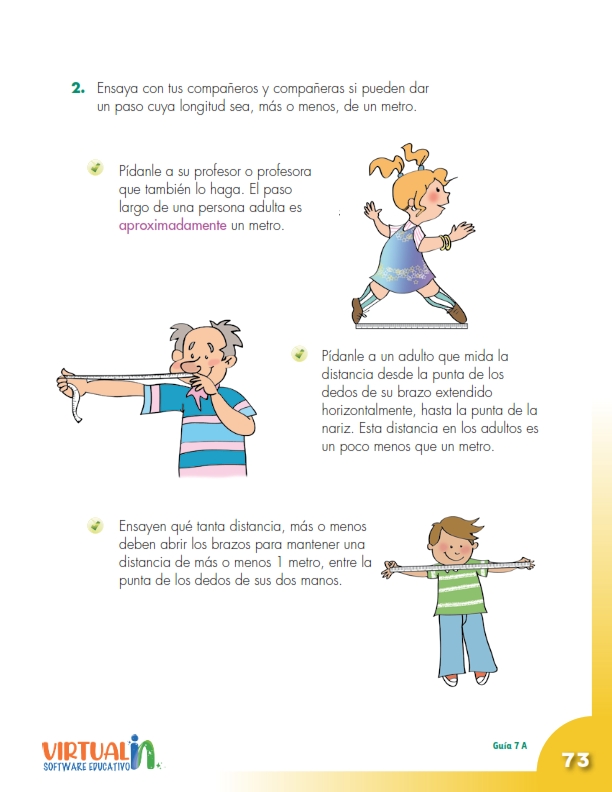 2. Ensaya con tus compañeros y compañeras si pueden dar
un paso cuya longitud sea, más o menos, de un metro.
Pídanle a su profesor o profesora
que también lo haga. El paso
largo de una persona adulta es
aproximadamente un metro.
Pídanle a un adulto que mida la
distancia desde la punta de los
dedos de su brazo extendido
horizontalmente, hasta la punta de la
nariz. Esta distancia en los adultos es
un poco menos que un metro.
Ensayen qué tanta distancia, más o menos
deben abrir los brazos para mantener una
distancia de más o menos 1 metro, entre la
punta de los dedos de sus dos manos.
VIRTUAL in
SOFTWARE EDUCATIVO
Guía 7 A
73